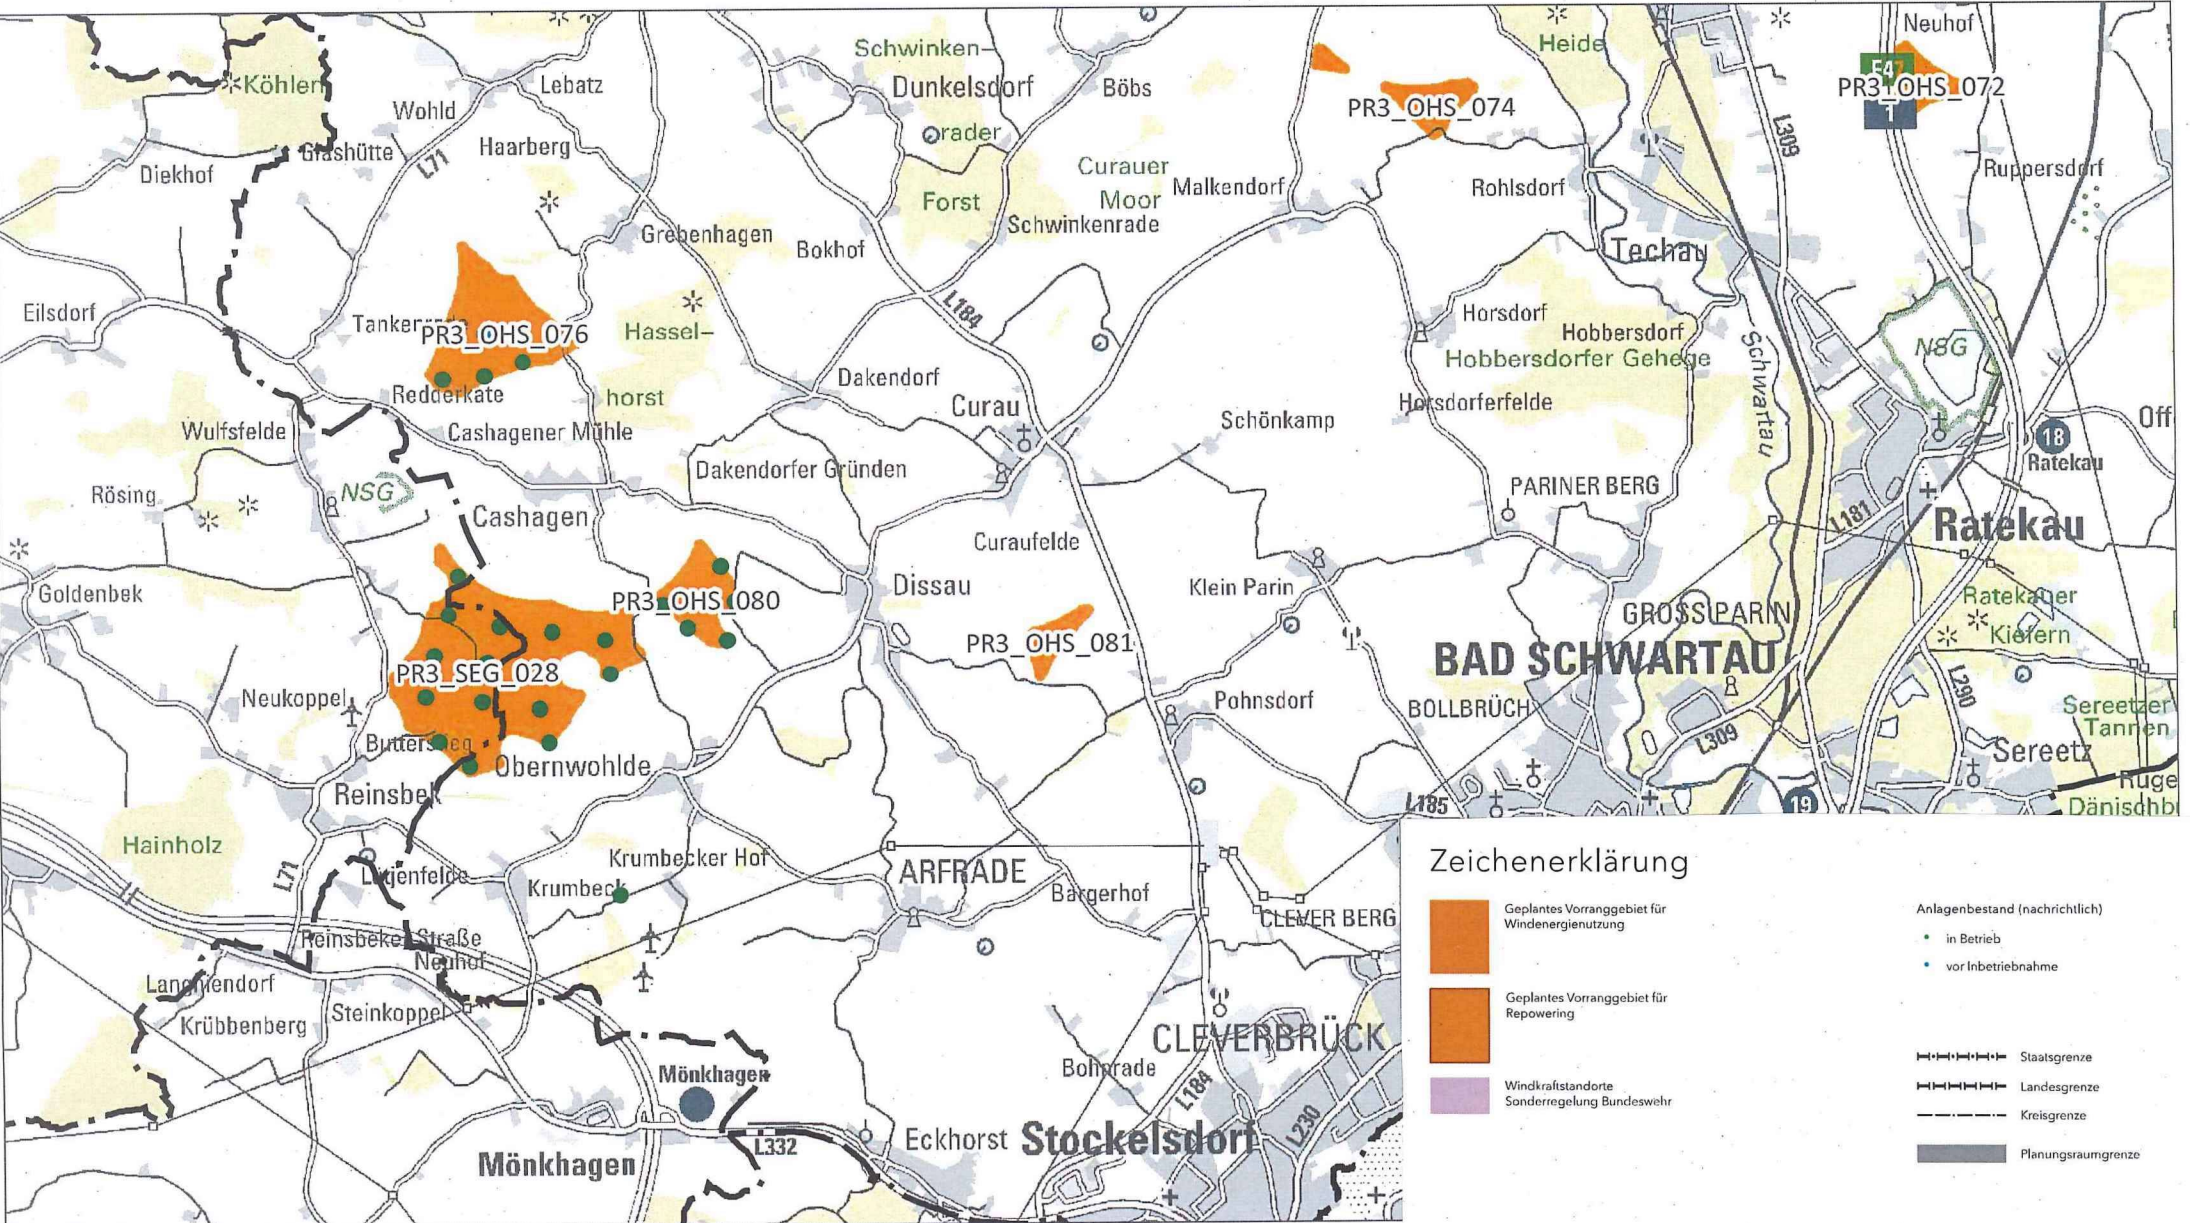 Neuhof
Schwinken-
Heide
E47
Köhlen
Lebatz
Dunkelsdorf
Böbs
PR3_OHS_074
PR3_OHS_072
1
Wohld
L309
rader
Glashütte
Haarberg
L71
Diekhof
Curauer
Moor
Malkendorf
Rohlsdorf
Ruppersdorf
Forst
Schwinkenrade
Grebenhagen
Bokhof
Techau
Eilsdorf
L184
Horsdorf
Hobbersdorf
Hobbersdorfer Gehege
Schwartau
NSG
PR3_OHS_076
Hassel-
horst
Redderkate
Dakendorf
Curau
Horsdorferfelde
Schönkamp
Off
Wulfsfelde
Cashagener Mühle
18
Ratekau
Dakendorfer Gründen
NSG
Rösing
PARINER BERG
L181
Cashagen
Ratekau
Curaufelde
Goldenbek
Dissau
Klein Parin
PR3_OHS_080
GROSS PARIN
Ratekauer
Kiefern
PR3_OHS_081
BAD SCHWARTAU
PR3_SEG_028
L290
Neukoppel
Pohnsdorf
BOLLBRÜCH
Sereetzer
Tannen
L309
Sereetz
Obernwohlde
Reinsbek
L185
19
Dänischb
Hainholz
Krumbecker Hof
L71
Krumbeck
ARFRADE
Bargerhof
CLEVER BERG
Reinsbeker Straße
Neuhof
Langniendorf
Steinkoppel
Krübbenberg
CLEVERBRÜCK
Mönkhagen
Bohnrade
L184
L230
L332
Eckhorst
Stockelsdorf
Mönkhagen
Zeichenerklärung
Geplantes Vorranggebiet für
Windenergienutzung
Geplantes Vorranggebiet für
Repowering
Windkraftstandorte
Sonderregelung Bundeswehr
Anlagenbestand (nachrichtlich)
in Betrieb
vor Inbetriebnahme
Staatsgrenze
Landesgrenze
Kreisgrenze
Planungsraumgrenze